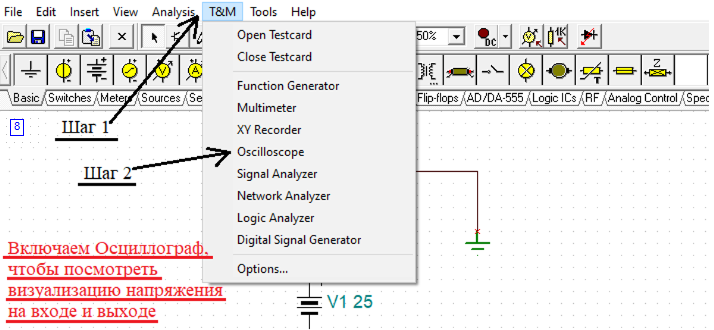 File Edit Insert View Analysis T&M Tools Help
Open Testcard
50%
DC
1K
Close Testcard
Function Generator
Z
Multimeter
Basic Switches Meters Sources Flip-flops AD/DA-555 Logic ICs RF Analog Control
XY Recorder
8
Шаг 1
Oscilloscope
Шаг 2
Signal Analyzer
Network Analyzer
Logic Analyzer
Digital Signal Generator
Включаем Осциллограф,
чтобы посмотреть
Options...
визуализацию напряжения
V1 25
на входе и выходе